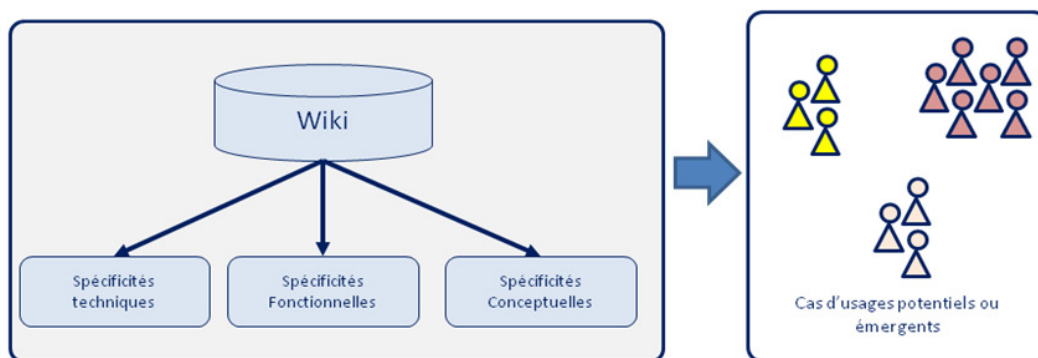 Wiki
Spécificités
techniques
Spécificités
Fonctionnelles
Spécificités
Conceptuelles
Cas d'usages potentiels ou
émergents